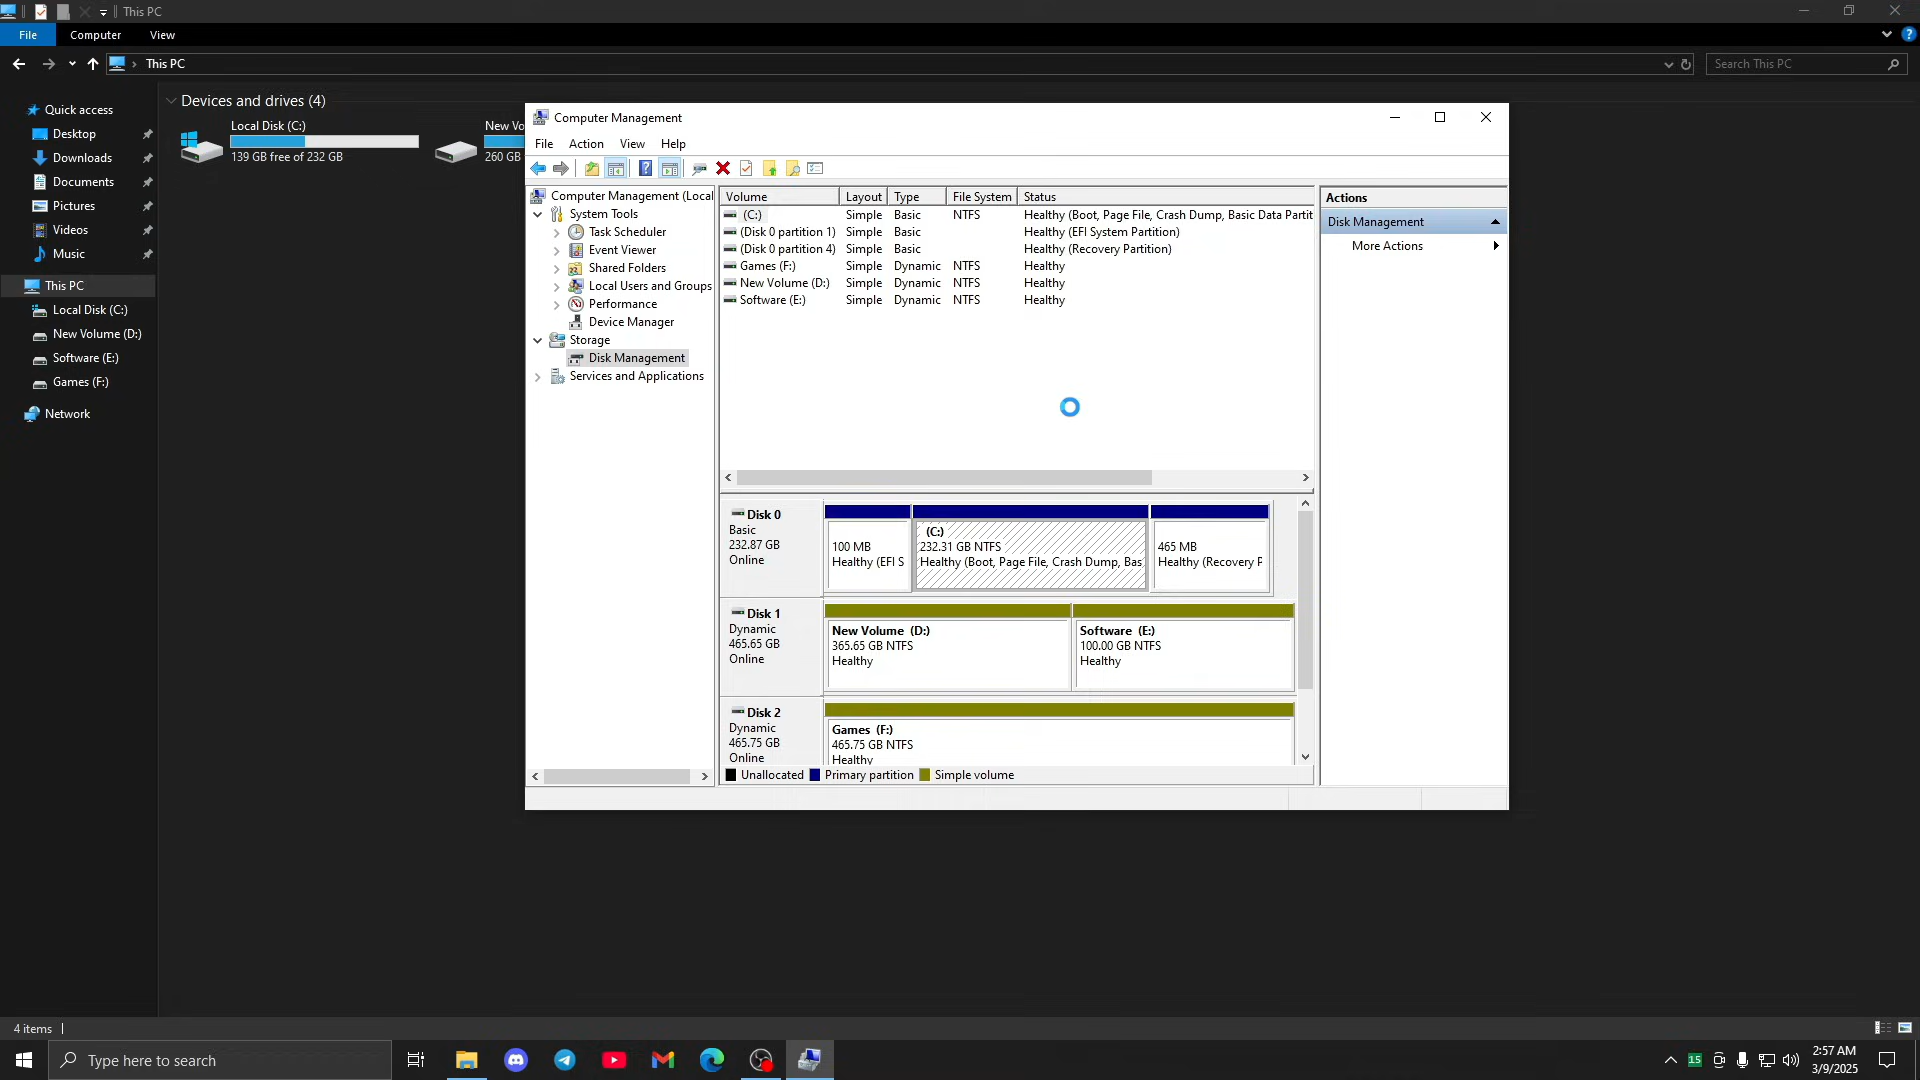 This PC
File
Computer
View
This PC
Search This PC
Quick access
Desktop
Downloads
Documents
Pictures
Videos
Music
This PC
Local Disk (C:)
New Volume (D:)
Software (E:)
Games (F:)
Network
Devices and drives (4)
Local Disk (C:)
139 GB free of 232 GB
New Vo
260 GB
Computer Management
File Action View Help
Computer Management (Local
System Tools
Task Scheduler
Event Viewer
Shared Folders
Local Users and Groups
Performance
Device Manager
Storage
Disk Management
Services and Applications
Volume Layout Type File System Status
(C:) Simple Basic NTFS Healthy (Boot, Page File, Crash Dump, Basic Data Partit
(Disk 0 partition 1) Simple Basic Healthy (EFI System Partition)
(Disk 0 partition 4) Simple Basic Healthy (Recovery Partition)
Games (F:) Simple Dynamic NTFS Healthy
New Volume (D:) Simple Dynamic NTFS Healthy
Software (E:) Simple Dynamic NTFS Healthy
Actions
Disk Management
More Actions
Disk 0
Basic
232.87 GB
Online
100 MB
Healthy (EFI S
(C:)
232.31 GB NTFS
Healthy (Boot, Page File, Crash Dump, Bas
465 MB
Healthy (Recovery P
Disk 1
Dynamic
465.65 GB
Online
New Volume (D:)
365.65 GB NTFS
Healthy
Software (E:)
100.00 GB NTFS
Healthy
Disk 2
Dynamic
465.75 GB
Online
Games (F:)
465.75 GB NTFS
Healthy
Unallocated Primary partition Simple volume
4 items
Type here to search
15
2:57 AM
3/9/2025